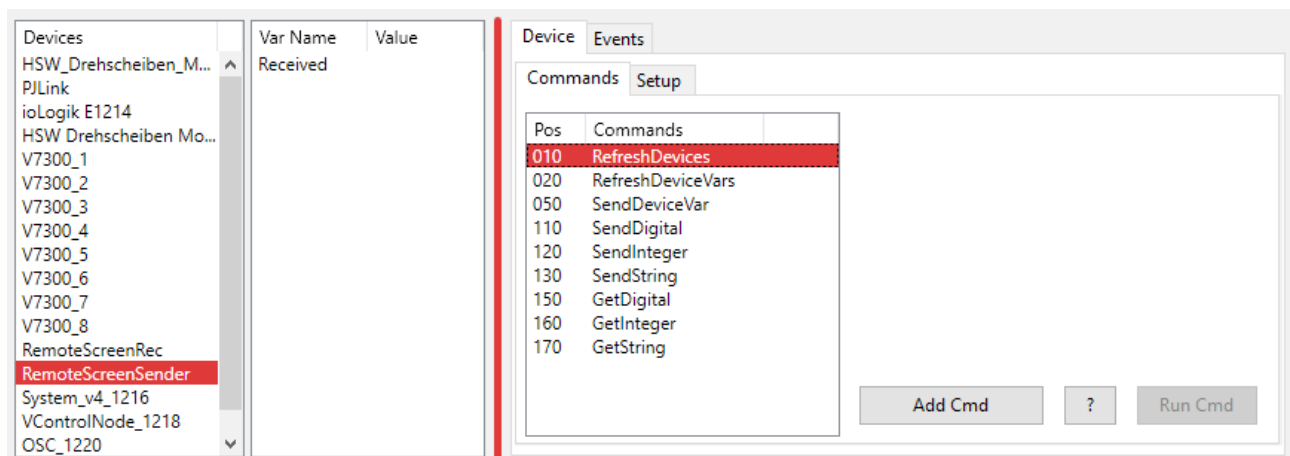 Devices
HSW_Drehscheiben_M...
PJLink
ioLogik E1214
HSW Drehscheiben Mo...
V7300_1
V7300_2
V7300_3
V7300_4
V7300_5
V7300_6
V7300_7
V7300_8
RemoteScreenRec
RemoteScreenSender
System_v4_1216
VControlNode_1218
OSC_1220
Var Name Value
Received
Device Events
Commands Setup
Pos Commands
010 RefreshDevices
020 RefreshDeviceVars
050 SendDeviceVar
110 SendDigital
120 SendInteger
130 SendString
150 GetDigital
160 GetInteger
170 GetString
Add Cmd ? Run Cmd